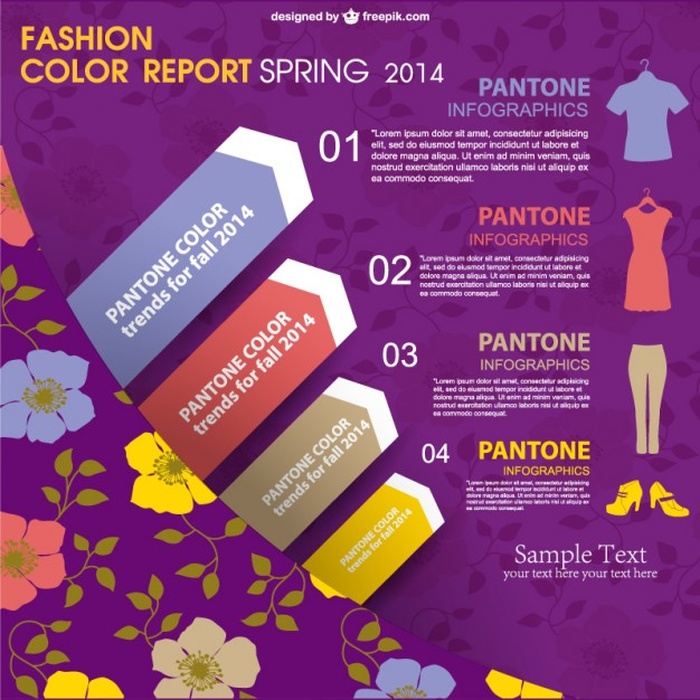 designed by freepik.com
FASHION
COLOR REPORT SPRING 2014
PANTONE
INFOGRAPHICS
01
"Lorem ipsum dolor sit amet, consectetur adipisicing
elit, sed do eiusmod tempor incididunt ut labore et
dolore magna aliqua. Ut enim ad minim veniam, quis
nostrud exercitation ullamco laboris nisi ut aliquip ex
ea commodo consequat.
PANTONE COLOR
trends for fall 2014
PANTONE
INFOGRAPHICS
02
"Lorem ipsum dolor sit amet, consectetur adipisicing
elit, sed do eiusmod tempor incididunt ut labore et
dolore magna aliqua. Ut enim ad minim veniam, quis
nostrud exercitation ullamco laboris nisi ut aliquip ex
ea commodo consequat.
PANTONE COLOR
trends for fall 2014
PANTONE
INFOGRAPHICS
03
"Lorem ipsum dolor sit amet, consectetur adipisicing
elit, sed do eiusmod tempor incididunt ut labore et
dolore magna aliqua. Ut enim ad minim veniam, quis
nostrud exercitation ullamco laboris nisi ut aliquip ex
ea commodo consequat.
PANTONE COLOR
trends for fall 2014
PANTONE
INFOGRAPHICS
04
"Lorem ipsum dolor sit amet, consectetur adipisicing
elit, sed do eiusmod tempor incididunt ut labore et
dolore magna aliqua. Ut enim ad minim veniam, quis
nostrud exercitation ullamco laboris nisi ut aliquip ex
ea commodo consequat.
PANTONE COLOR
trends for fall 2014
Sample Text
your text here your text here